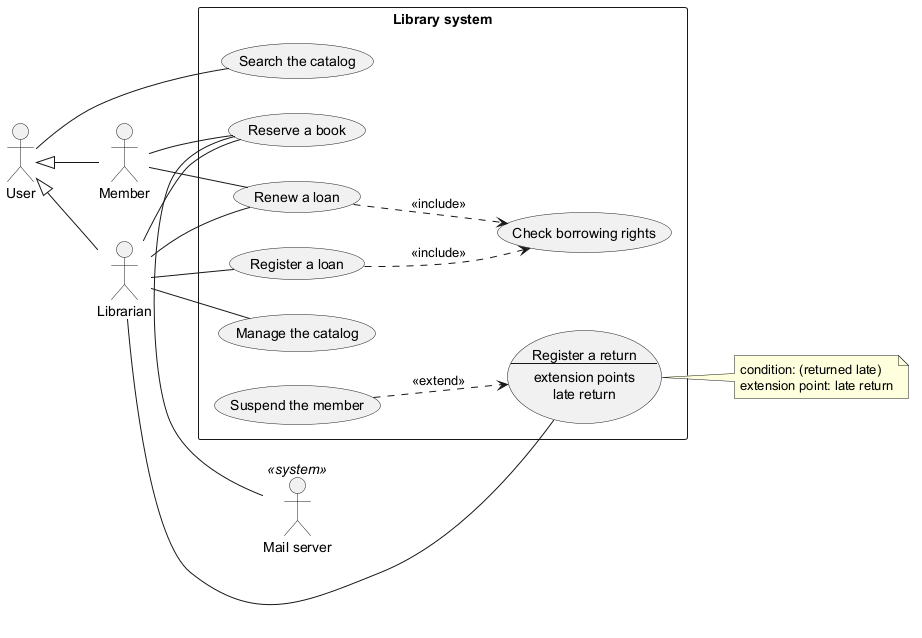 Library system
Search the catalog
Reserve a book
User
Member
Renew a loan
«include»
Check borrowing rights
Register a loan
«include»
Librarian
Manage the catalog
Register a return
extension points
late return
condition: (returned late)
extension point: late return
«extend»
Suspend the member
«system»
Mail server